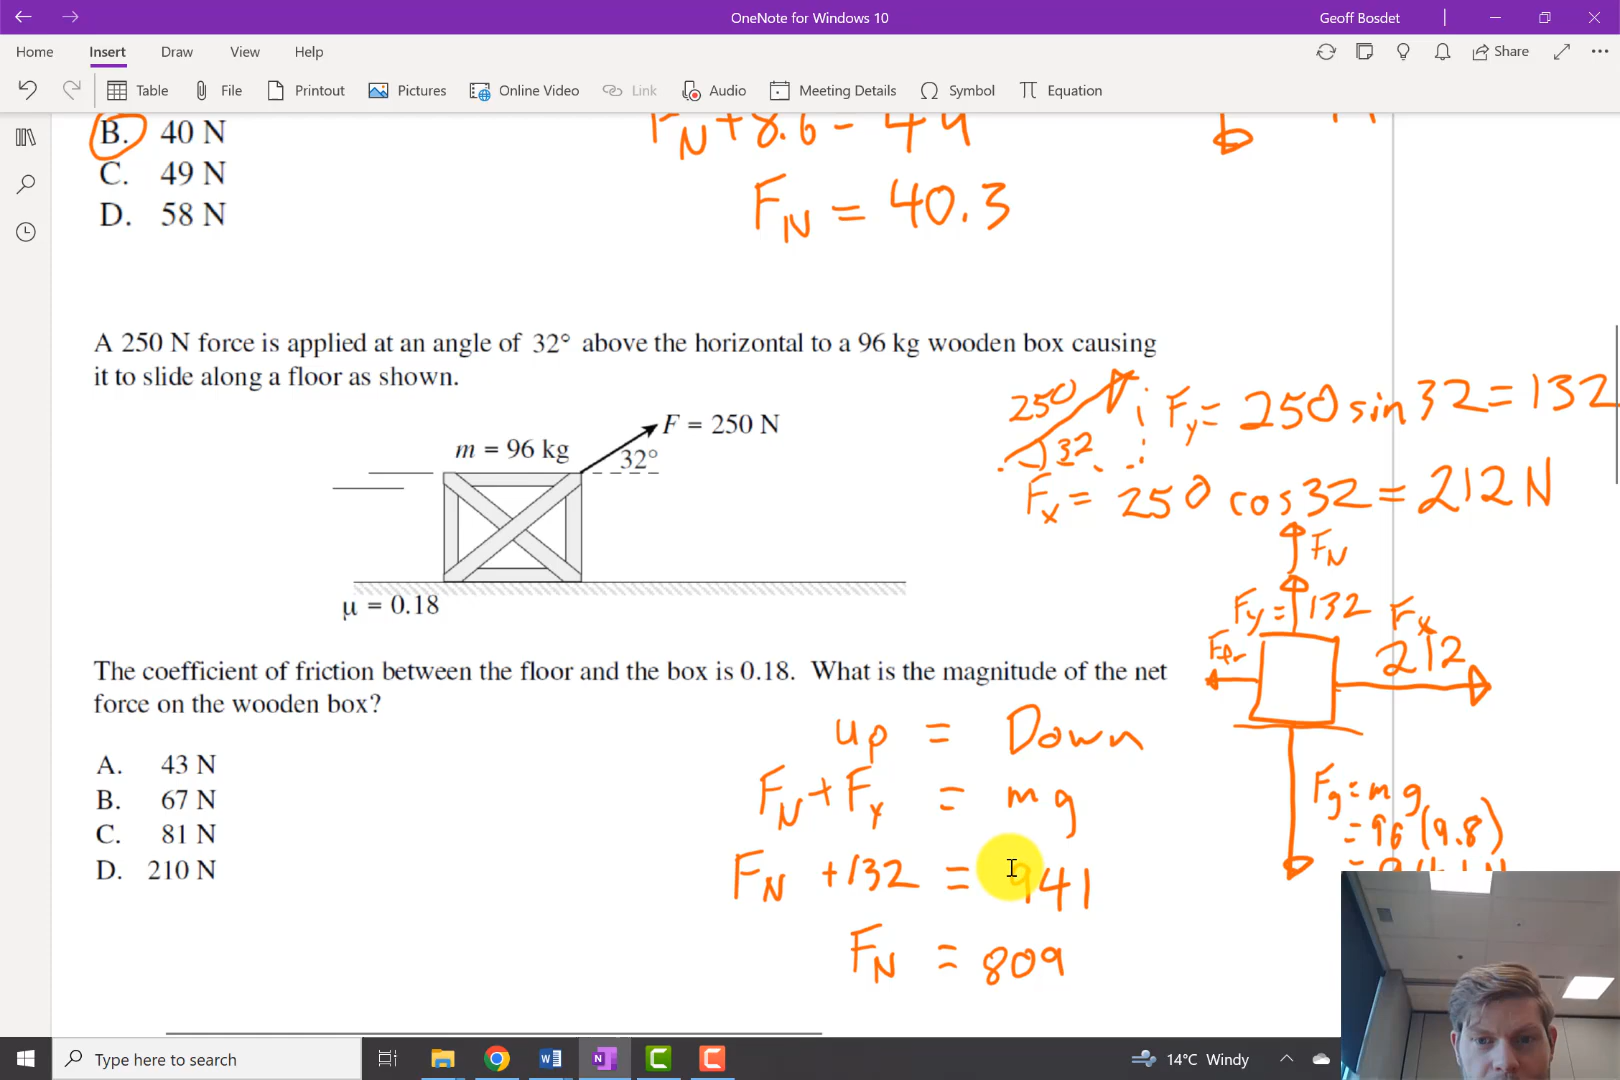 OneNote for Windows 10
Geoff Bosdet
Home Insert Draw View Help
Share
Table File Printout Pictures Online Video Link Audio Meeting Details Symbol Equation
B. 40 N
C. 49 N
D. 58 N
FN + 8.6 =
FN = 40.3
A 250 N force is applied at an angle of 32° above the horizontal to a 96 kg wooden box causing
it to slide along a floor as shown.
m = 96 kg
F = 250 N
32°
μ = 0.18
250
32
Fy = 250 sin 32 = 132
Fx = 250 cos 32 = 212 N
FN
Fy = 132
Fx
212
Ffr
Fg = mg
= 96 (9.8)
The coefficient of friction between the floor and the box is 0.18. What is the magnitude of the net
force on the wooden box?
A. 43 N
B. 67 N
C. 81 N
D. 210 N
up = Down
FN + Fy = mg
FN + 132 = 941
FN = 809
Type here to search
14°C Windy